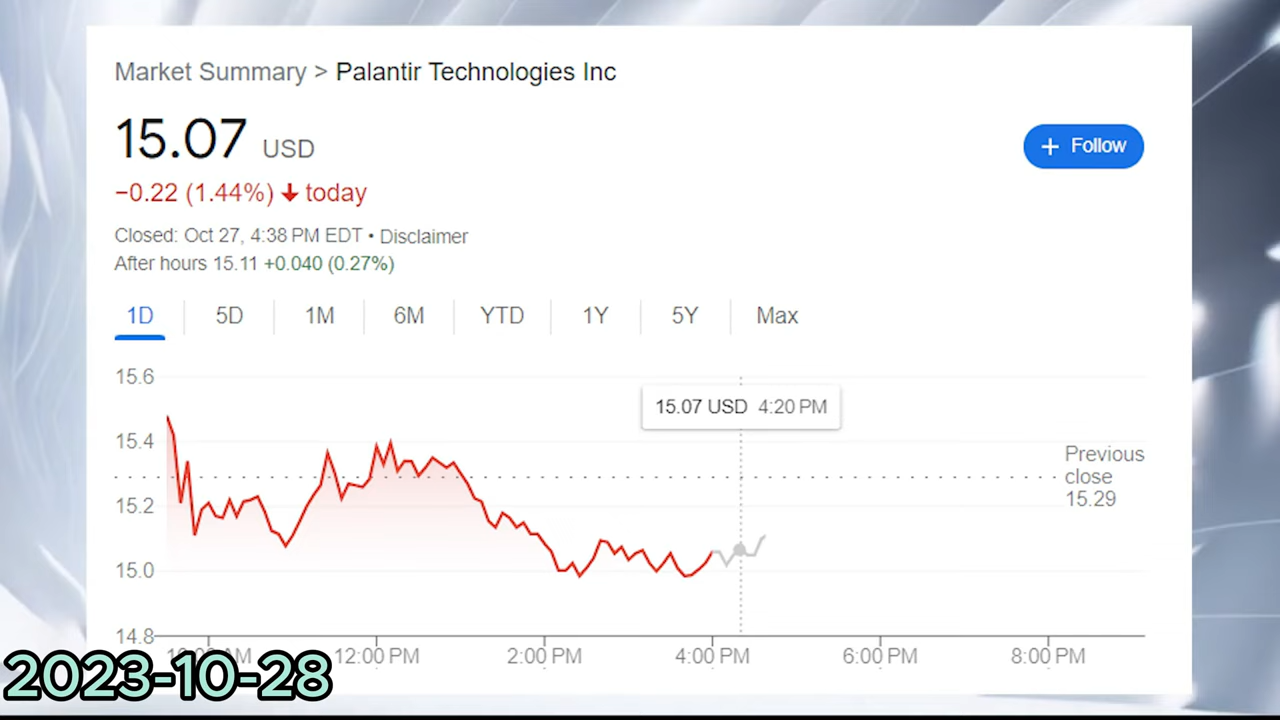 Market Summary > Palantir Technologies Inc
15.07 USD
+ Follow
−0.22 (1.44%) ↓ today
Closed: Oct 27, 4:38 PM EDT • Disclaimer
After hours 15.11 +0.040 (0.27%)
1D 5D 1M 6M YTD 1Y 5Y Max
15.6
15.07 USD 4:20 PM
15.4
Previous
close
15.29
15.2
15.0
14.8
12:00 PM 2:00 PM 4:00 PM 6:00 PM 8:00 PM
2023-10-28